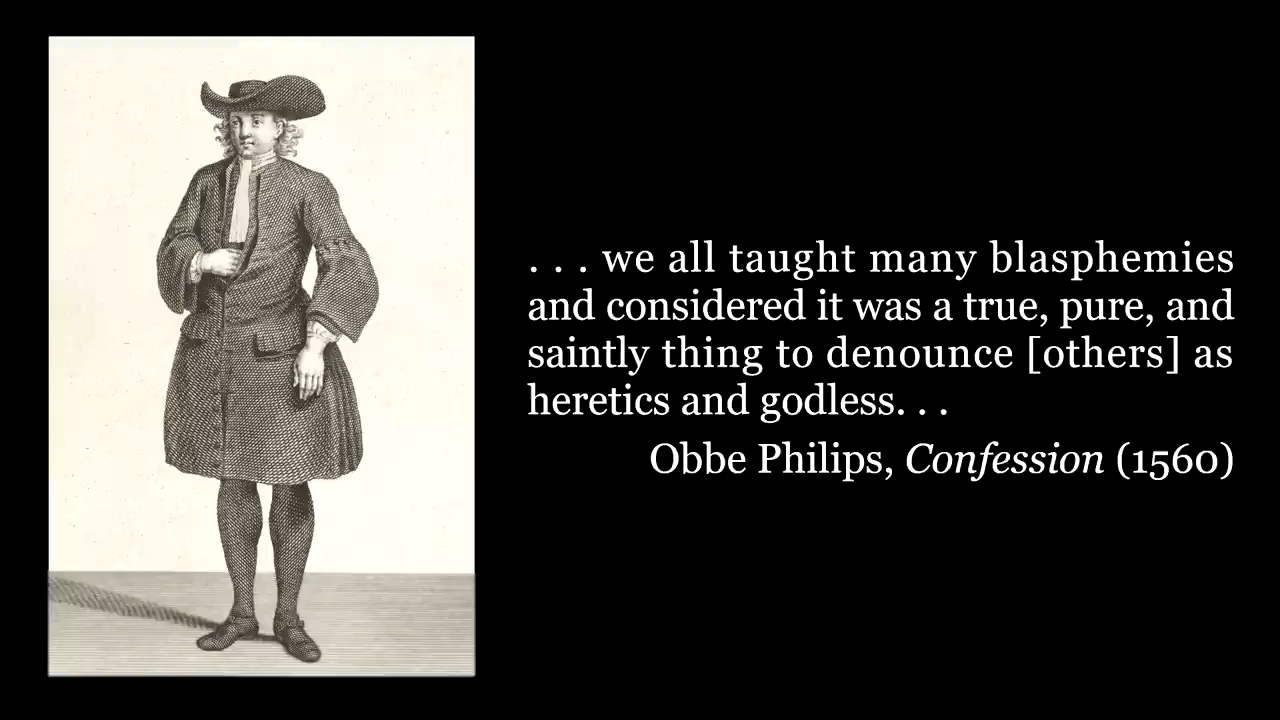 . . . we all taught many blasphemies
and considered it was a true, pure, and
saintly thing to denounce [others] as
heretics and godless. . .
Obbe Philips, Confession (1560)